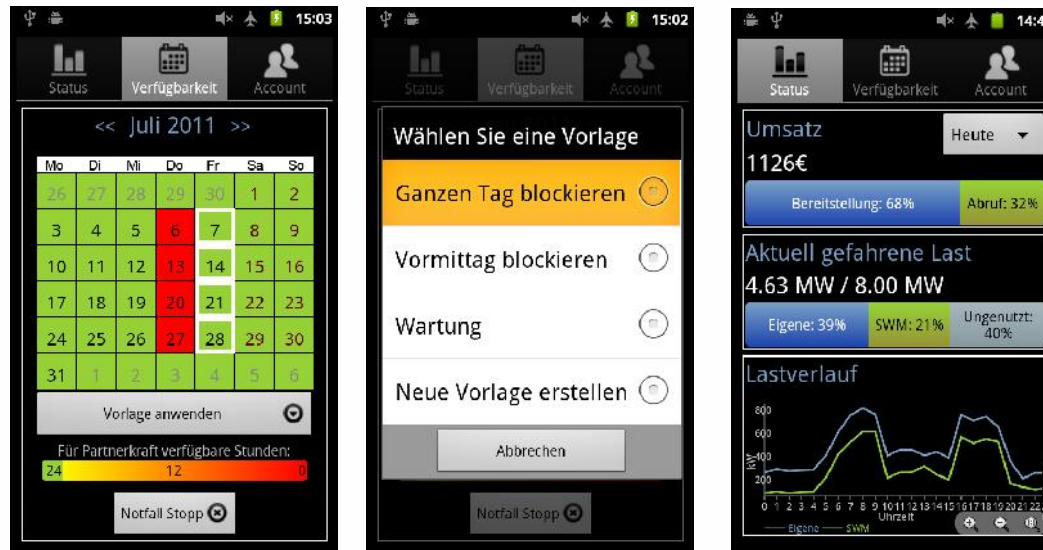 15:03
Status Verfügbarkeit Account
<< Juli 2011 >>
Mo Di Mi Do Fr Sa So
26 27 28 29 30 1 2
3 4 5 6 7 8 9
10 11 12 13 14 15 16
17 18 19 20 21 22 23
24 25 26 27 28 29 30
31 1 2 3 4 5 6
Vorlage anwenden
Für Partnerkraft verfügbare Stunden:
24 12 0
Notfall Stopp
15:02
Status Verfügbarkeit Account
Wählen Sie eine Vorlage
Ganzen Tag blockieren
Vormittag blockieren
Wartung
Neue Vorlage erstellen
Abbrechen
Notfall Stopp
14:4
Status Verfügbarkeit Account
Umsatz
Heute
1126€
Bereitstellung: 68% Abruf: 32%
Aktuell gefahrene Last
4.63 MW / 8.00 MW
Eigene: 39% SWM: 21% Ungenutzt:
40%
Lastverlauf
800
600
400
200
kW
0 1 2 3 4 5 6 7 8 9 10 11 12 13 14 15 16 17 18 19 20 21 22
Uhrzeit
Eigene SWM